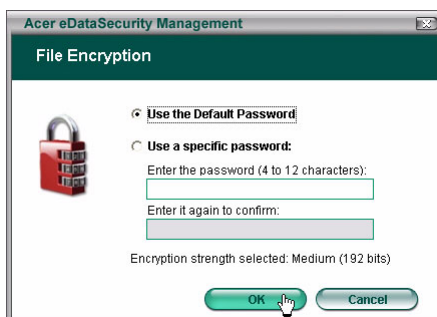 Acer eDataSecurity Management
File Encryption
Use the Default Password
Use a specific password:
Enter the password (4 to 12 characters):
Enter it again to confirm:
Encryption strength selected: Medium (192 bits)
OK
Cancel